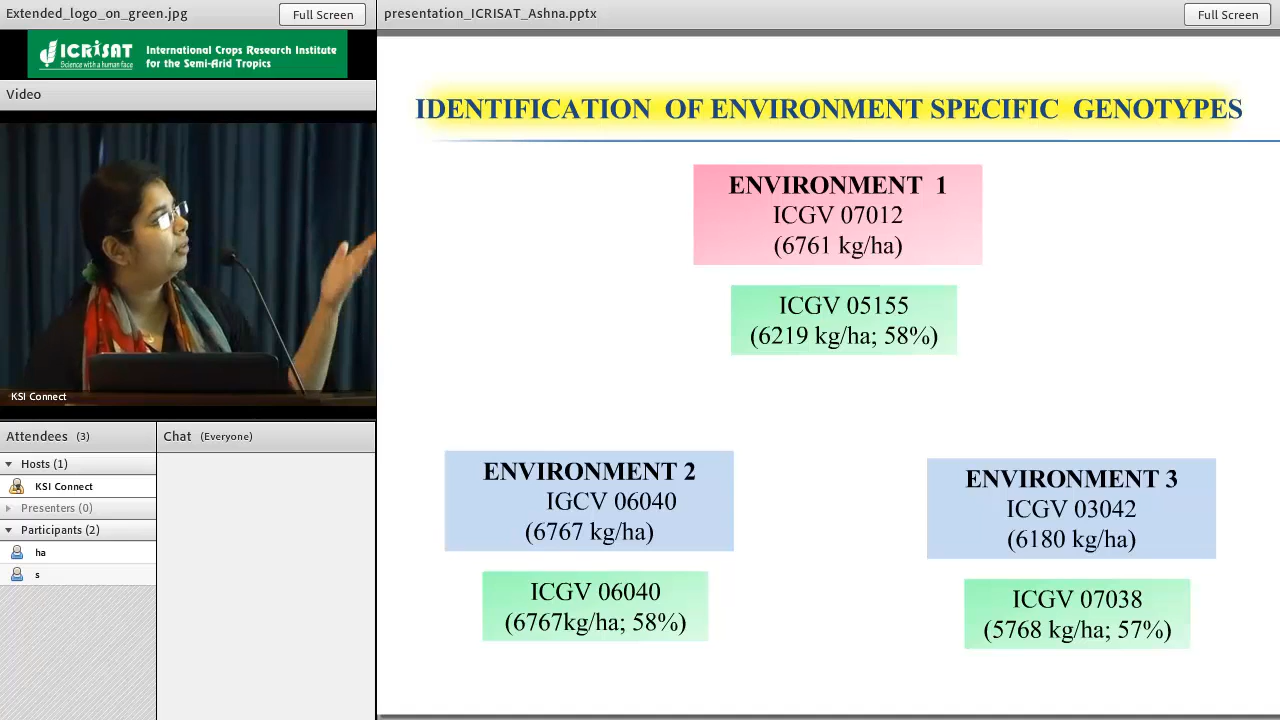 Extended_logo_on_green.jpg
Full Screen
ICRISAT
Science with a human face
International Crops Research Institute
for the Semi-Arid Tropics
Video
KSI Connect
Attendees (3)
Hosts (1)
KSI Connect
Presenters (0)
Participants (2)
ha
s
Chat (Everyone)
presentation_ICRISAT_Ashna.pptx
Full Screen
IDENTIFICATION OF ENVIRONMENT SPECIFIC GENOTYPES
ENVIRONMENT 1
ICGV 07012
(6761 kg/ha)
ICGV 05155
(6219 kg/ha; 58%)
ENVIRONMENT 2
IGCV 06040
(6767 kg/ha)
ICGV 06040
(6767kg/ha; 58%)
ENVIRONMENT 3
ICGV 03042
(6180 kg/ha)
ICGV 07038
(5768 kg/ha; 57%)